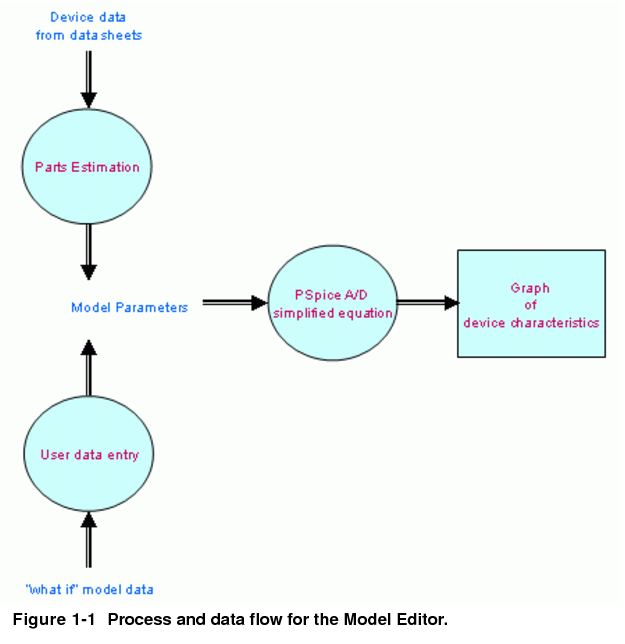 Device data
from data sheets
Parts Estimation
Model Parameters
PSpice A/D
simplified equation
Graph
of
device characteristics
User data entry
"what if" model data
Figure 1-1 Process and data flow for the Model Editor.